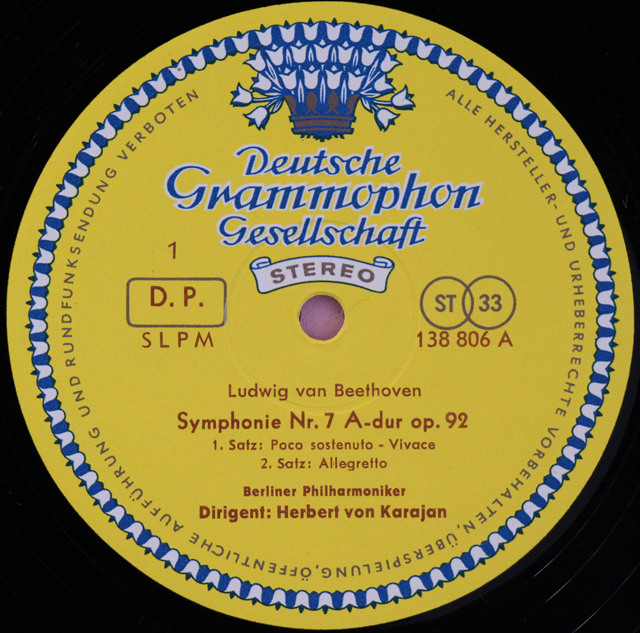 Deutsche
Grammophon
Gesellschaft
STEREO
1
D. P.
SLPM
ST 33
138 806 A
Ludwig van Beethoven
Symphonie Nr. 7 A-dur op. 92
1. Satz: Poco sostenuto - Vivace
2. Satz: Allegretto
Berliner Philharmoniker
Dirigent: Herbert von Karajan
ALLE HERSTELLER- UND URHEBERRECHTE VORBEHALTEN, ÜBERSPIELUNG, ÖFFENTLICHE AUFFÜHRUNG UND RUNDFUNKSENDUNG VERBOTEN